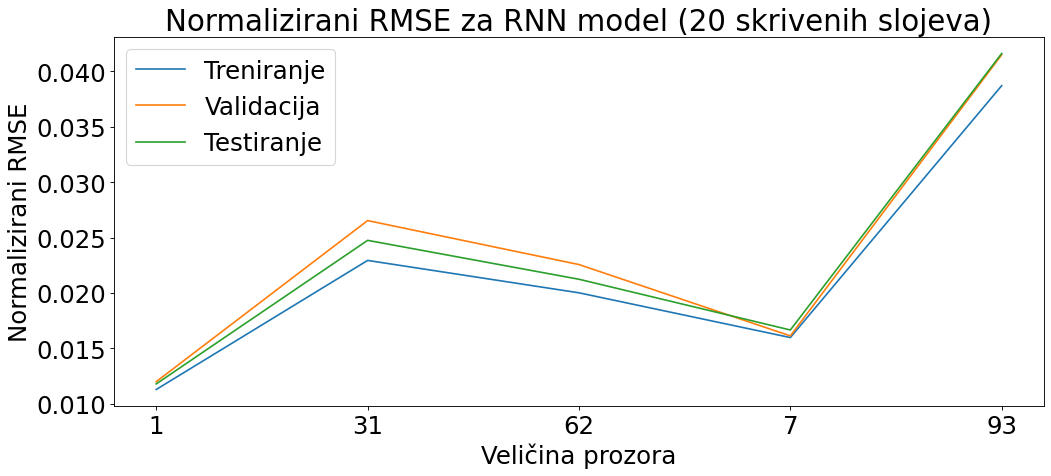 Normalizirani RMSE za RNN model (20 skrivenih slojeva)
Treniranje
Validacija
Testiranje
Normalizirani RMSE
0.040
0.035
0.030
0.025
0.020
0.015
0.010
1 31 62 7 93
Veličina prozora